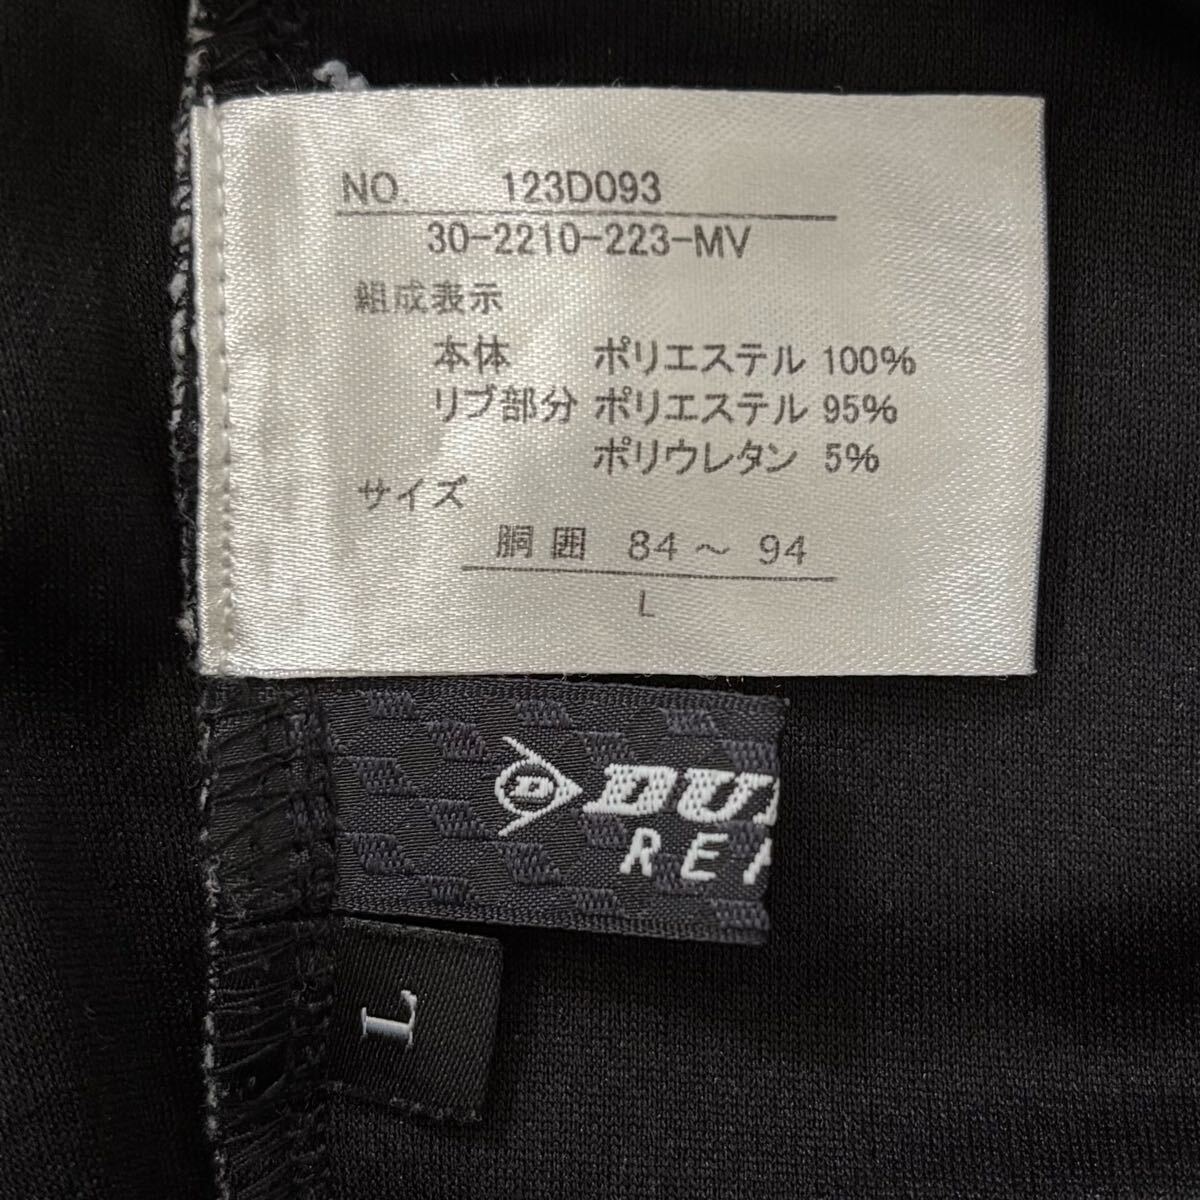 NO. 123D093
30-2210-223-MV
組成表示
本体 ポリエステル 100%
リブ部分 ポリエステル 95%
ポリウレタン 5%
サイズ
胴囲 84～94
L
D DU
RE
L